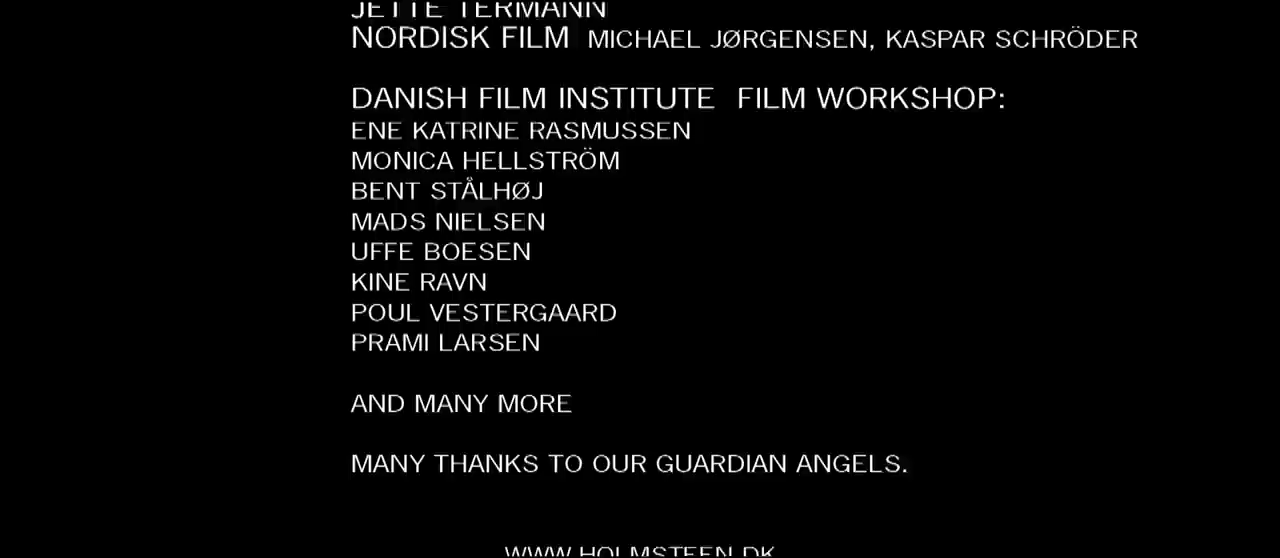 JETTE TERMANN
NORDISK FILM MICHAEL JØRGENSEN, KASPAR SCHRÖDER
DANISH FILM INSTITUTE FILM WORKSHOP:
ENE KATRINE RASMUSSEN
MONICA HELLSTRÖM
BENT STÅLHØJ
MADS NIELSEN
UFFE BOESEN
KINE RAVN
POUL VESTERGAARD
PRAMI LARSEN
AND MANY MORE
MANY THANKS TO OUR GUARDIAN ANGELS.
WWW.HOLMSTEEN.DK